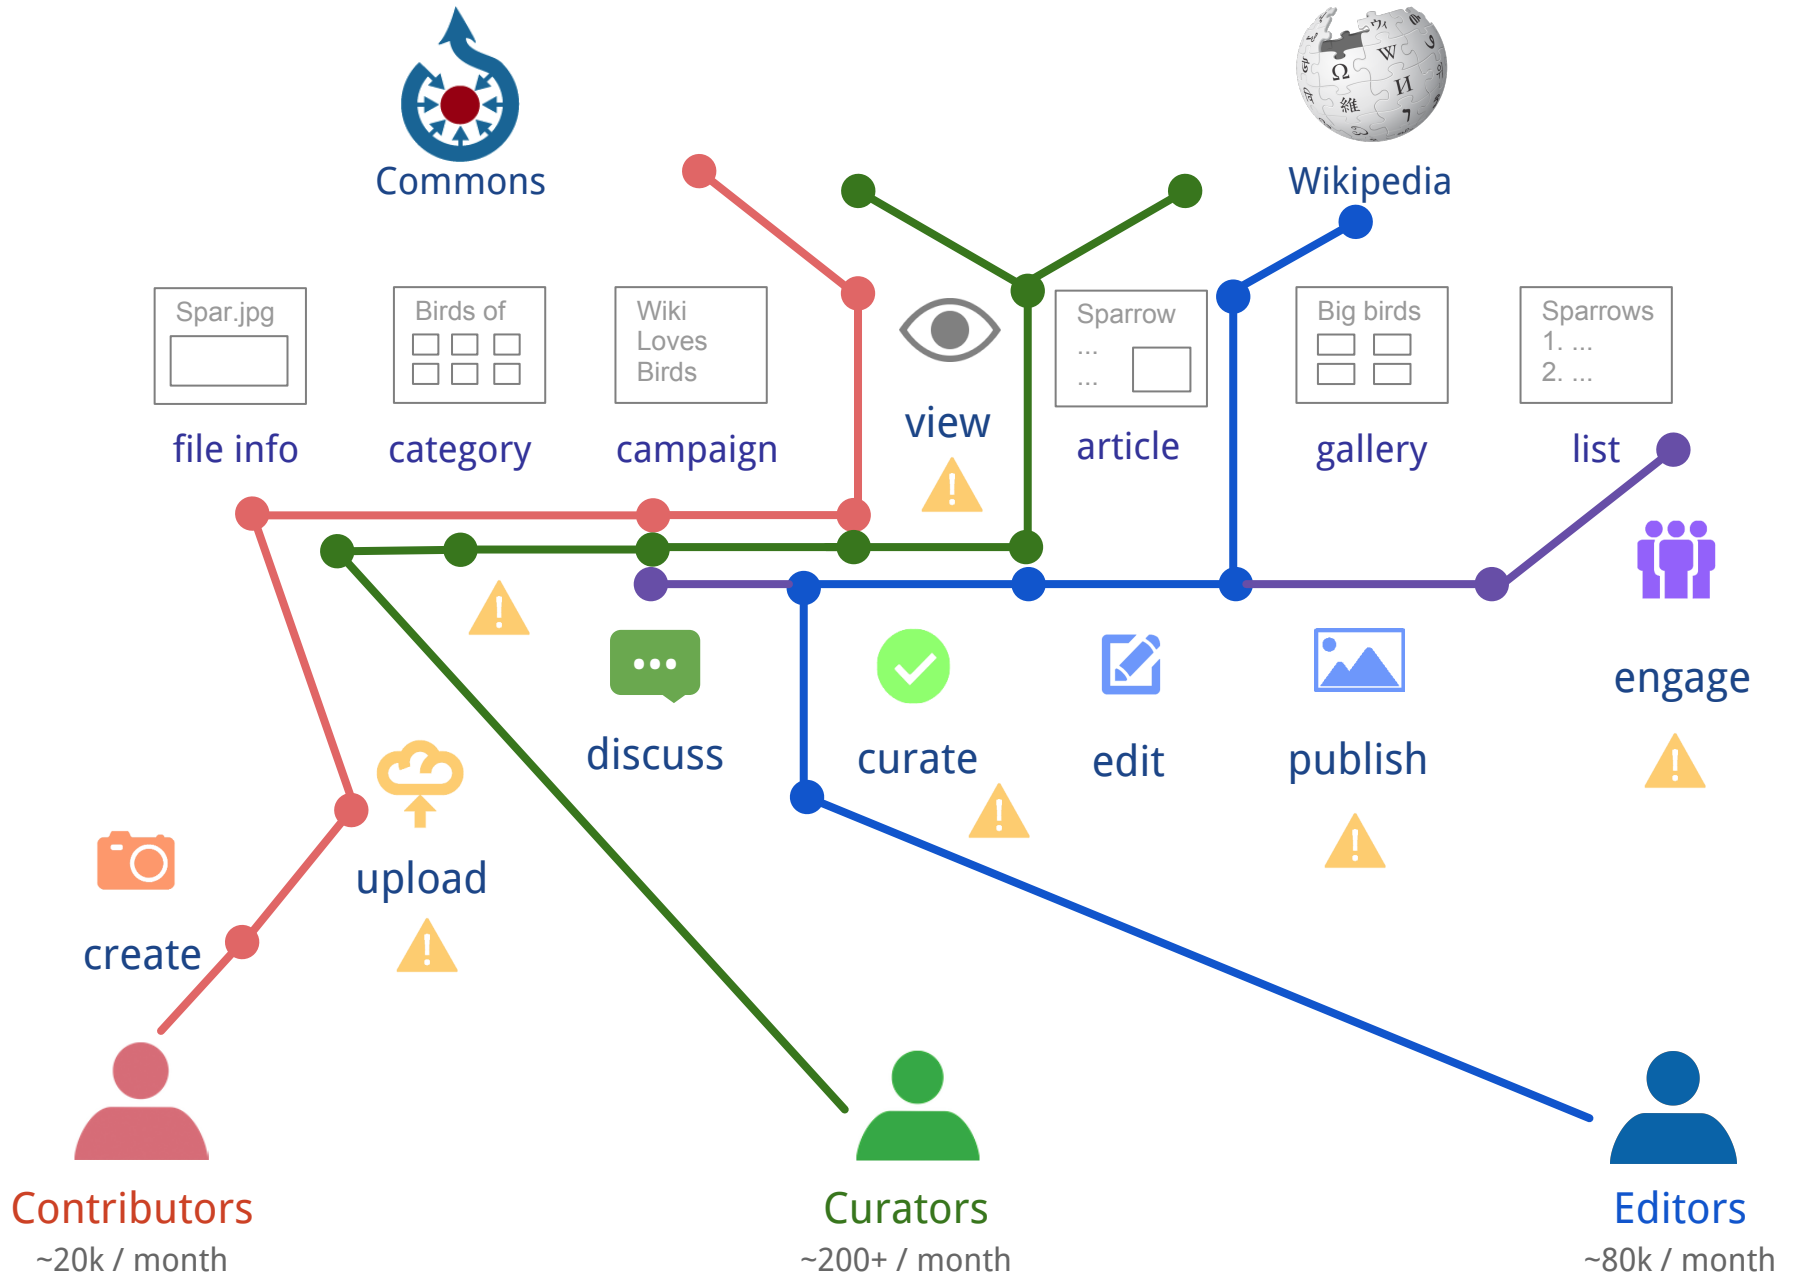 Ω W И 維
Commons
Wikipedia
Spar.jpg
Birds of
Wiki
Loves
Birds
Sparrow
...
...
Big birds
Sparrows
1. ...
2. ...
file info
category
campaign
view
article
gallery
list
discuss
curate
edit
publish
engage
upload
create
Contributors
~20k / month
Curators
~200+ / month
Editors
~80k / month